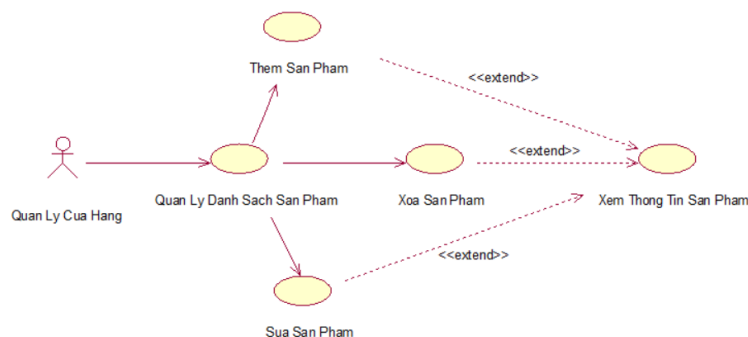 Them San Pham
<<extend>>
<<extend>>
Quan Ly Cua Hang
Quan Ly Danh Sach San Pham
Xoa San Pham
Xem Thong Tin San Pham
<<extend>>
Sua San Pham